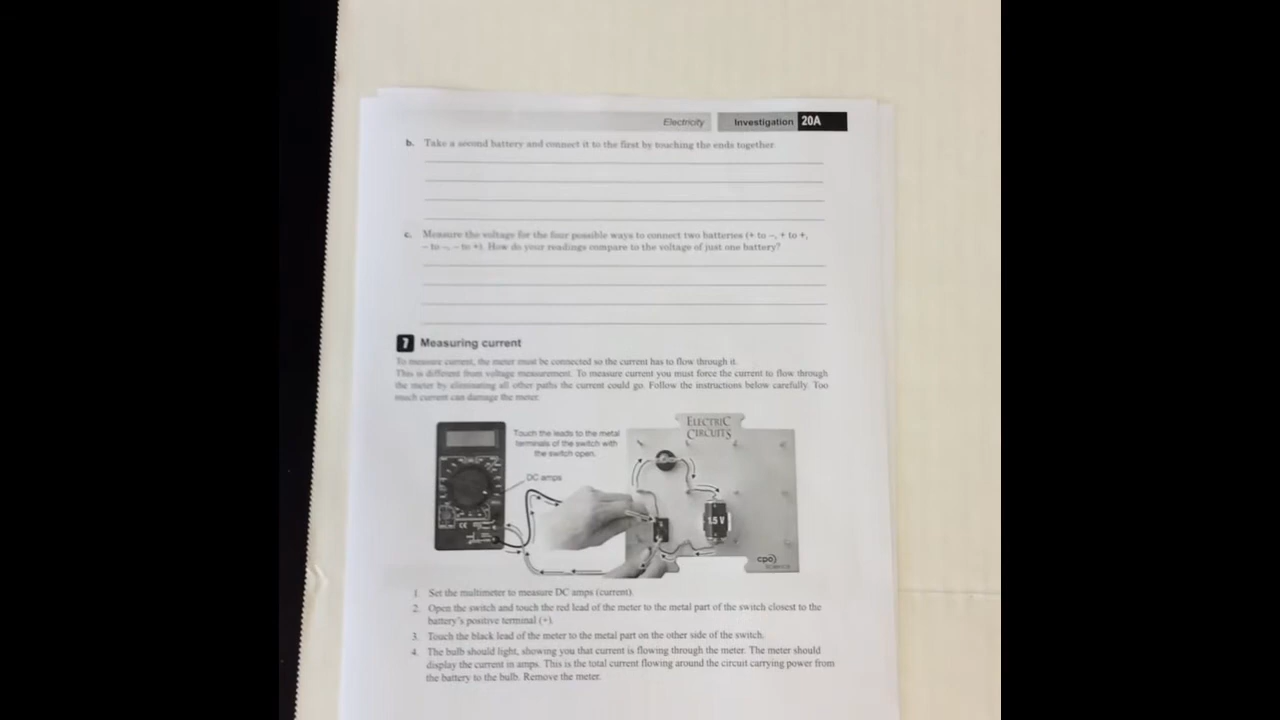 Electricity Investigation 20A
b. Take a second battery and connect it to the first by touching the ends together
c. Measure the voltage for the four possible ways to connect two batteries (+ to –, + to +,
– to –, – to +). How do your readings compare to the voltage of just one battery?
7 Measuring current
To measure current, the meter must be connected so the current has to flow through it.
This is different from voltage measurement. To measure current you must force the current to flow through
the meter by eliminating all other paths the current could go. Follow the instructions below carefully. Too
much current can damage the meter.
ELECTRIC
CIRCUITS
Touch the leads to the metal
terminals of the switch with
the switch open.
DC amps
1.5 V
cpo
SCIENCE
1. Set the multimeter to measure DC amps (current).
2. Open the switch and touch the red lead of the meter to the metal part of the switch closest to the
battery's positive terminal (+).
3. Touch the black lead of the meter to the metal part on the other side of the switch.
4. The bulb should light, showing you that current is flowing through the meter. The meter should
display the current in amps. This is the total current flowing around the circuit carrying power from
the battery to the bulb. Remove the meter.